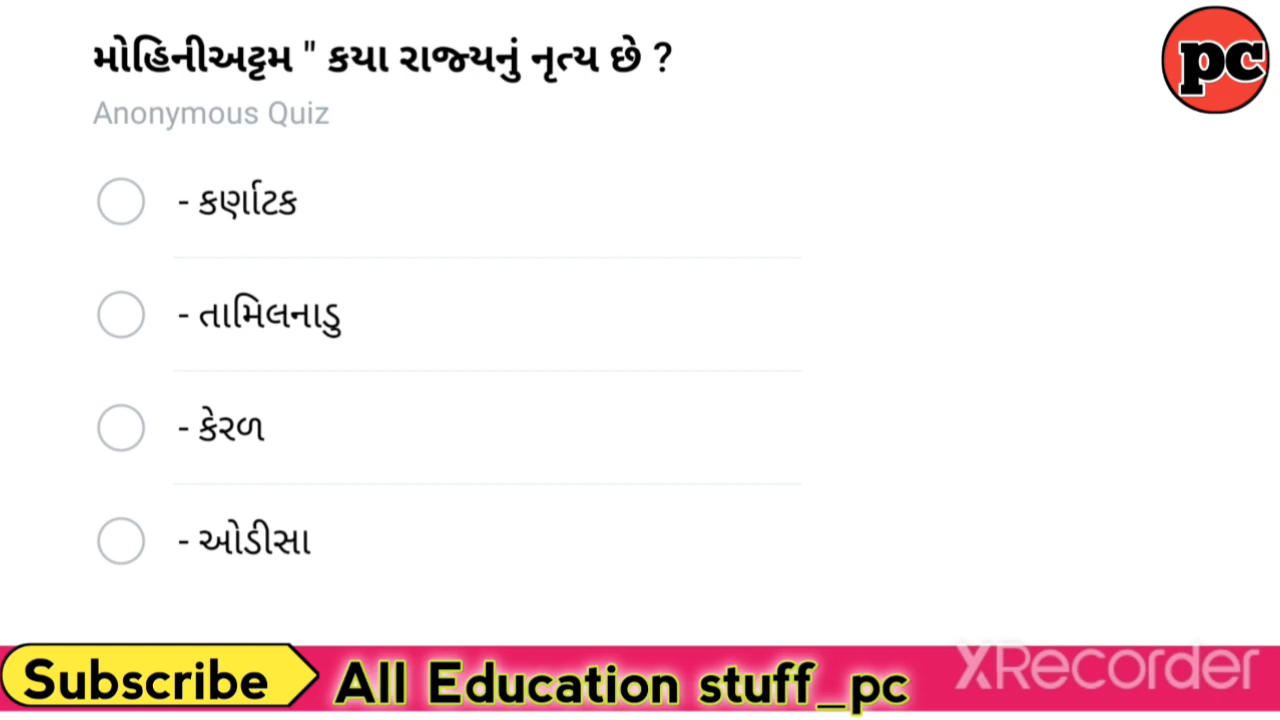 મોહિનીઅટ્ટમ " કયા રાજ્યનું નૃત્ય છે ?
pc
Anonymous Quiz
- કર્ણાટક
- તામિલનાડુ
- કેરળ
- ઓડીસા
Subscribe All Education stuff_pc XRecorder